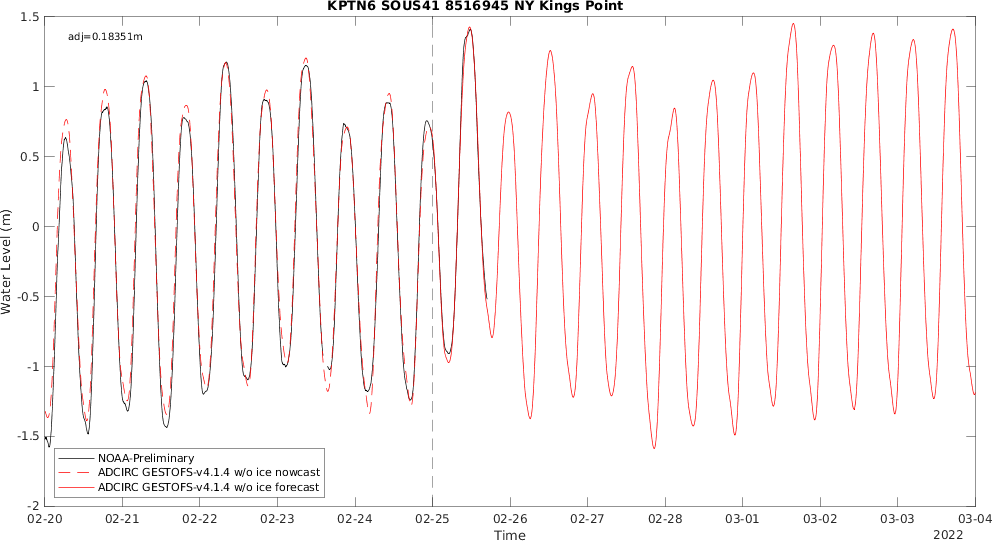 KPTN6 SOUS41 8516945 NY Kings Point
adj=0.18351m
1.5
1
0.5
0
-0.5
-1
-1.5
-2
Water Level (m)
NOAA-Preliminary
ADCIRC GESTOFS-v4.1.4 w/o ice nowcast
ADCIRC GESTOFS-v4.1.4 w/o ice forecast
02-20 02-21 02-22 02-23 02-24 02-25 02-26 02-27 02-28 03-01 03-02 03-03 03-04
Time
2022